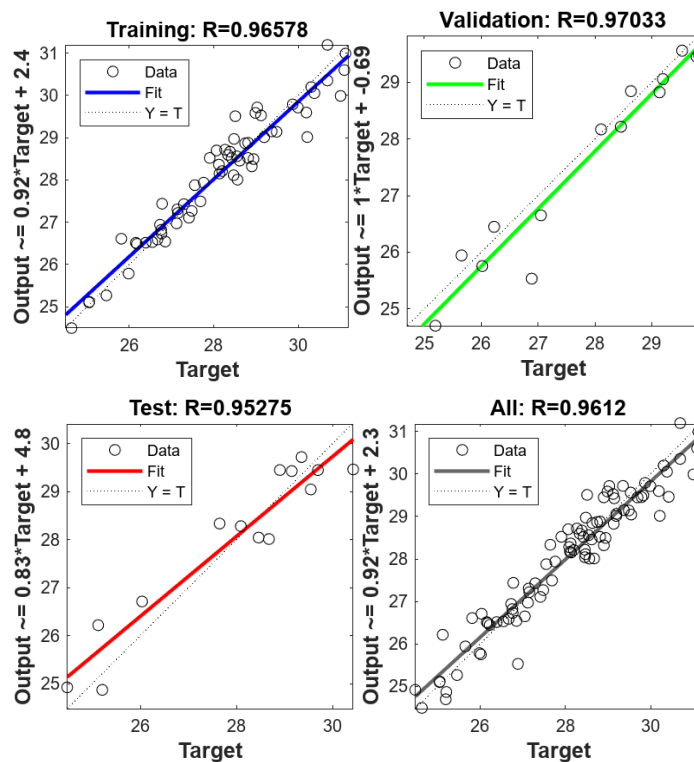 Training: R=0.96578
Output ~= 0.92*Target + 2.4
31
30
29
28
27
26
25
Data
Fit
Y = T
26
28
30
Target
Validation: R=0.97033
Output ~= 1*Target + -0.69
29
28
27
26
25
Data
Fit
Y = T
25
26
27
28
29
Target
Test: R=0.95275
Output ~= 0.83*Target + 4.8
30
29
28
27
26
25
Data
Fit
Y = T
26
28
30
Target
All: R=0.9612
Output ~= 0.92*Target + 2.3
31
30
29
28
27
26
25
Data
Fit
Y = T
26
28
30
Target